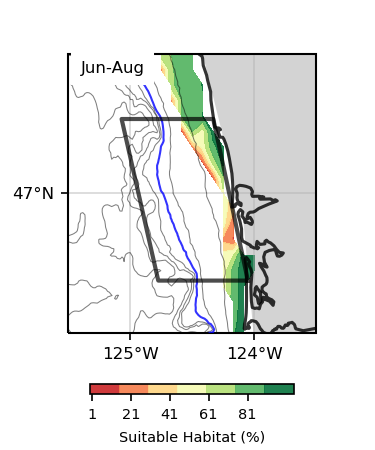 Jun-Aug
47°N
125°W 124°W
1 21 41 61 81
Suitable Habitat (%)